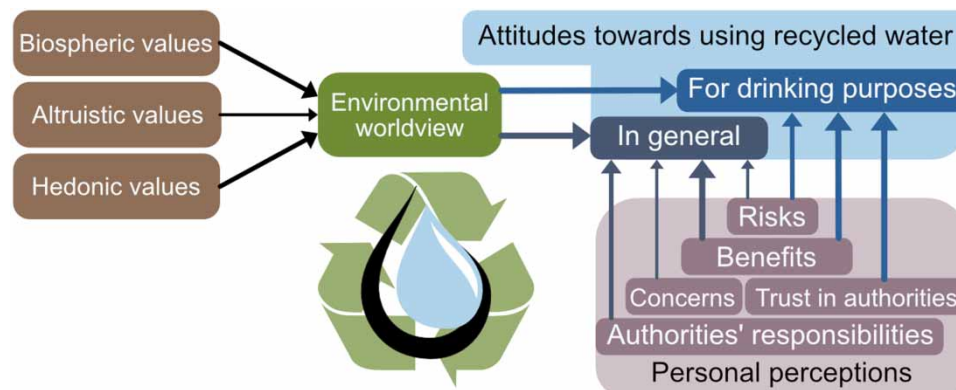 Biospheric values
Altruistic values
Hedonic values
Environmental
worldview
Attitudes towards using recycled water
For drinking purposes
In general
Risks
Benefits
Concerns
Trust in authorities
Authorities' responsibilities
Personal perceptions